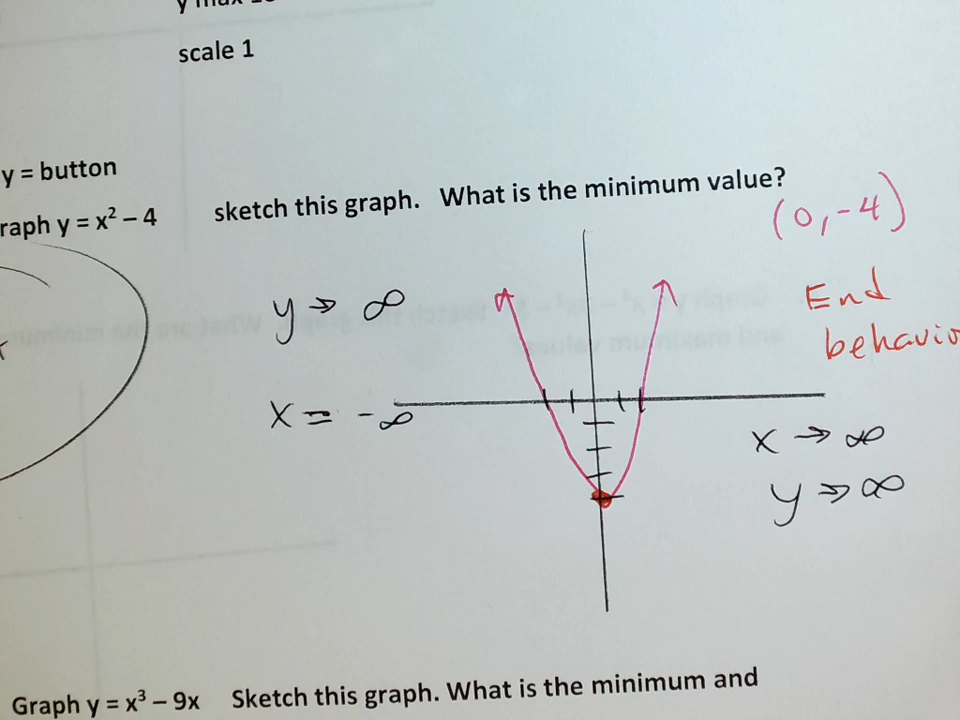 scale 1
y = button
raph y = x² – 4 sketch this graph. What is the minimum value?
(0, -4)
End
behavio
y → ∞
x = - ∞
x → ∞
y → ∞
Graph y = x³ – 9x Sketch this graph. What is the minimum and